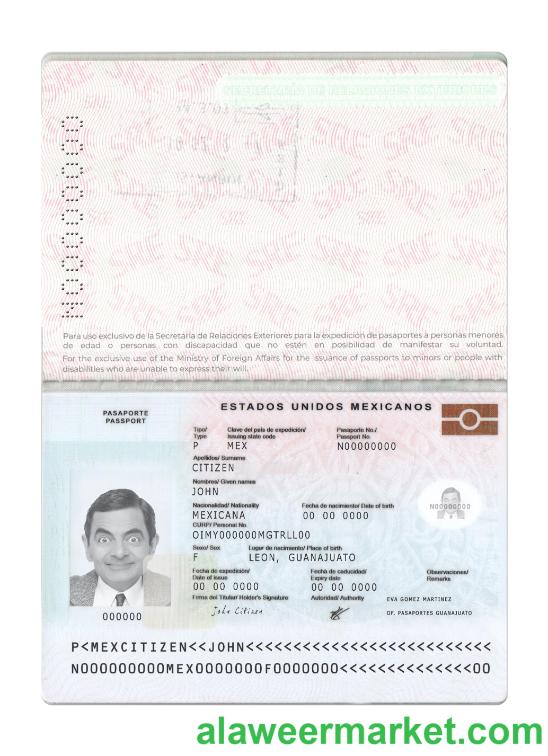 SECRETARÍA DE RELACIONES EXTERIORES
SRE
N00000000
Para uso exclusivo de la Secretaría de Relaciones Exteriores para la expedición de pasaportes a personas menores
de edad o personas, con discapacidad que no estén en posibilidad de manifestar su voluntad.
For the exclusive use of the Ministry of Foreign Affairs for the issuance of passports to minors or people with
disabilities who are unable to express their will.
PASAPORTE
PASSPORT
ESTADOS UNIDOS MEXICANOS
Tipo/ Clave del país de expedición/ Pasaporte No./
Type Issuing state code Passport No.
P MEX N00000000
Apellidos/ Surname
CITIZEN
Nombres/ Given names
JOHN
Nacionalidad/ Nationality Fecha de nacimiento/ Date of birth
MEXICANA 00 00 0000
N00000000
CURP/ Personal No.
OIMY000000MGTRLL00
Sexo/ Sex Lugar de nacimiento/ Place of birth
F LEON, GUANAJUATO
Fecha de expedición/ Fecha de caducidad/ Observaciones/
Date of issue Expiry date Remarks
00 00 0000 00 00 0000
Firma del Titular/ Holder's Signature Autoridad/ Authority EVA GOMEZ MARTINEZ
John Citizen OF. PASAPORTES GUANAJUATO
000000
P<MEXCITIZEN<<JOHN<<<<<<<<<<<<<<<<<<<<<<<<<<
N000000000MEX0000000F0000000<<<<<<<<<<<<<<00
alaweermarket.com